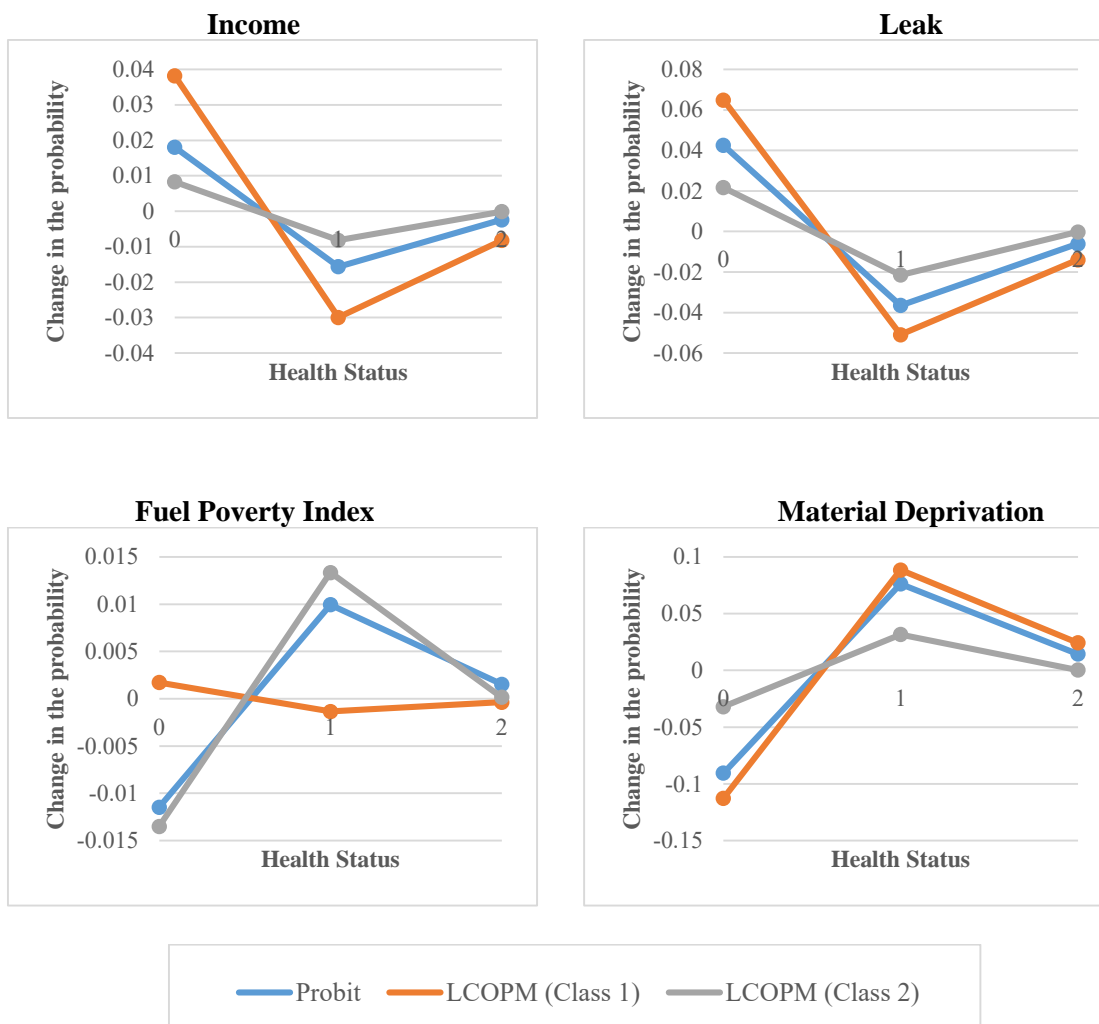 Income
Change in the probability
0.04
0.03
0.02
0.01
0
-0.01
-0.02
-0.03
-0.04
0
1
2
Health Status
Leak
Change in the probability
0.08
0.06
0.04
0.02
0
-0.02
-0.04
-0.06
0
1
2
Health Status
Fuel Poverty Index
Change in the probability
0.015
0.01
0.005
0
-0.005
-0.01
-0.015
0
1
2
Health Status
Material Deprivation
Change in the probability
0.1
0.05
0
-0.05
-0.1
-0.15
0
1
2
Health Status
Probit
LCOPM (Class 1)
LCOPM (Class 2)